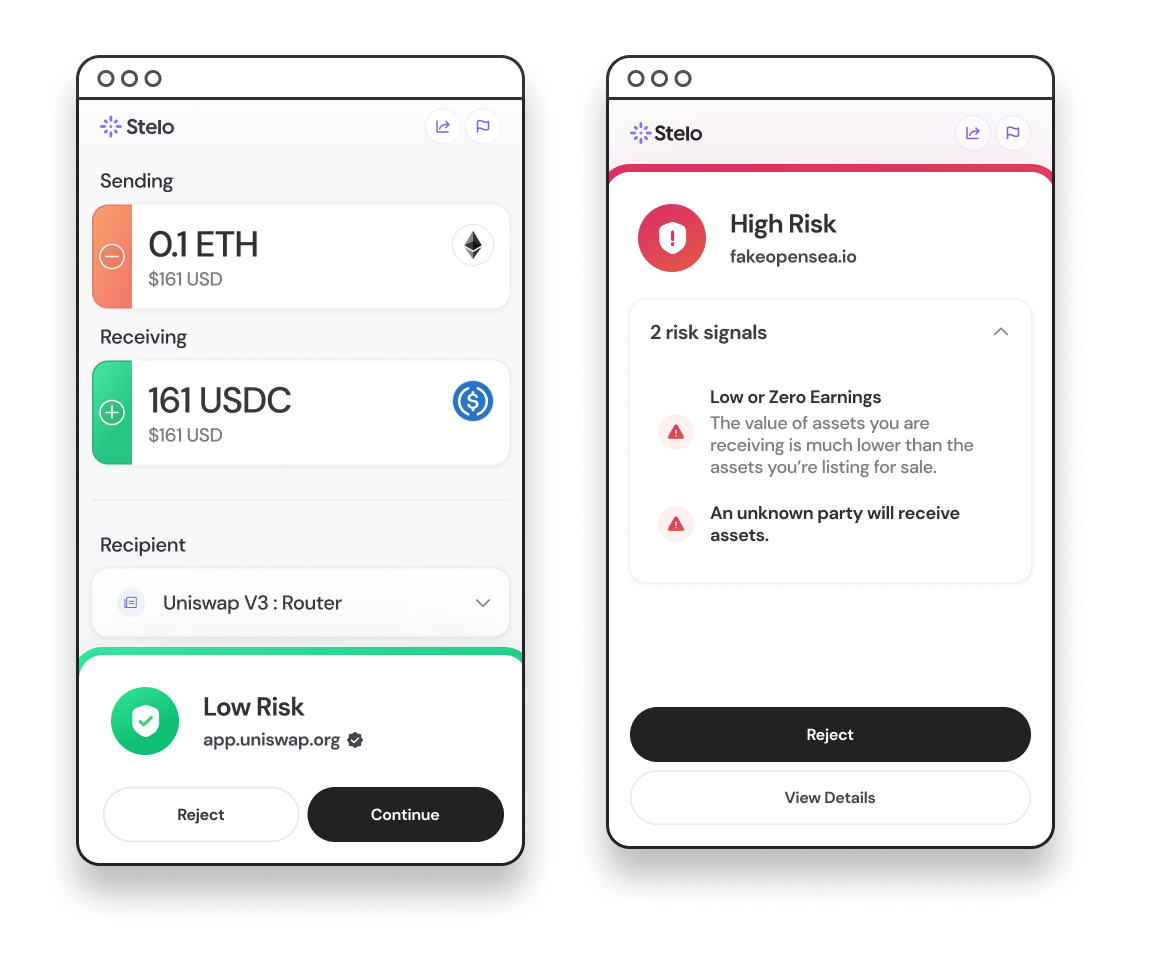 Stelo
Sending
0.1 ETH
$161 USD
Receiving
161 USDC
$161 USD
Recipient
Uniswap V3 : Router
Low Risk
app.uniswap.org
Reject
Continue
Stelo
High Risk
fakeopensea.io
2 risk signals
Low or Zero Earnings
The value of assets you are
receiving is much lower than the
assets you’re listing for sale.
An unknown party will receive
assets.
Reject
View Details